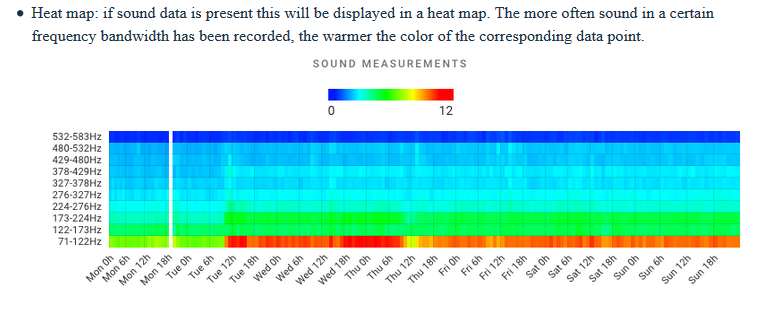 • Heat map: if sound data is present this will be displayed in a heat map. The more often sound in a certain
frequency bandwidth has been recorded, the warmer the color of the corresponding data point.
SOUND MEASUREMENTS
0 12
532-583Hz
480-532Hz
429-480Hz
378-429Hz
327-378Hz
276-327Hz
224-276Hz
173-224Hz
122-173Hz
71-122Hz
Mon 0h
Mon 6h
Mon 12h
Mon 18h
Tue 0h
Tue 6h
Tue 12h
Tue 18h
Wed 0h
Wed 6h
Wed 12h
Wed 18h
Thu 0h
Thu 6h
Thu 12h
Thu 18h
Fri 0h
Fri 6h
Fri 12h
Fri 18h
Sat 0h
Sat 6h
Sat 12h
Sat 18h
Sun 0h
Sun 6h
Sun 12h
Sun 18h